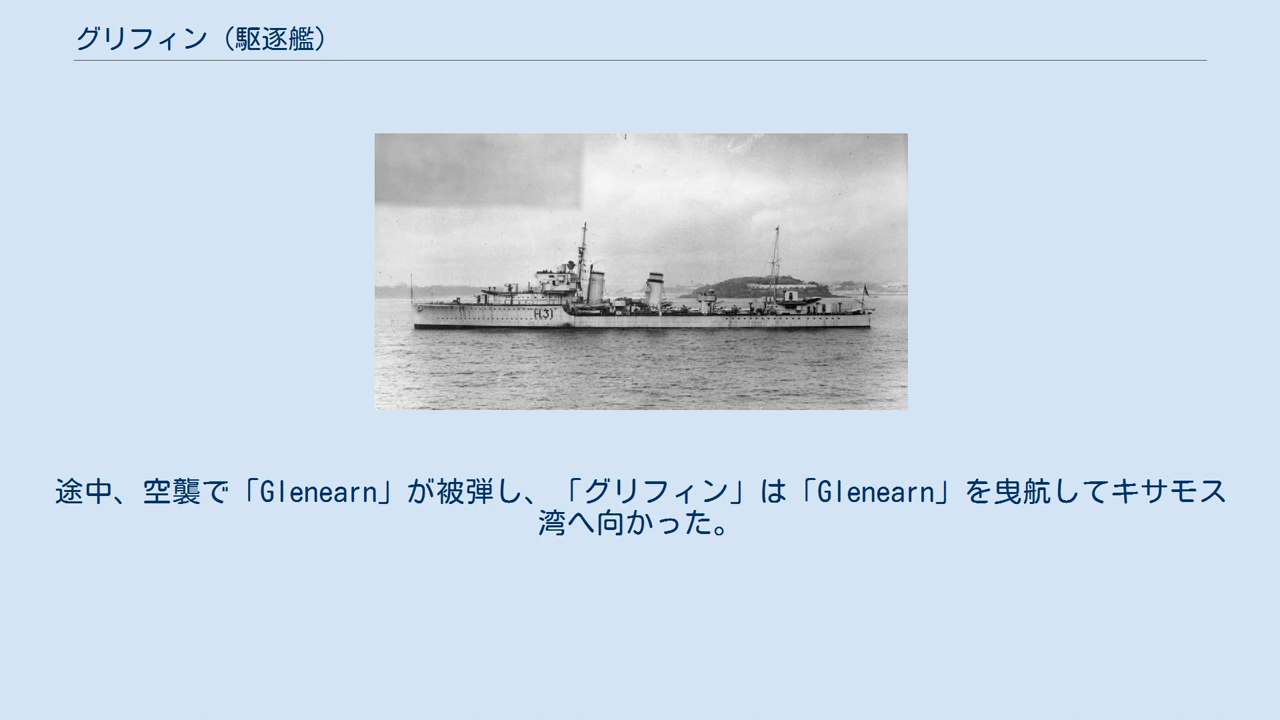 グリフィン（駆逐艦）
H31
途中、空襲で「Glenearn」が被弾し、「グリフィン」は「Glenearn」を曳航してキサモス
湾へ向かった。